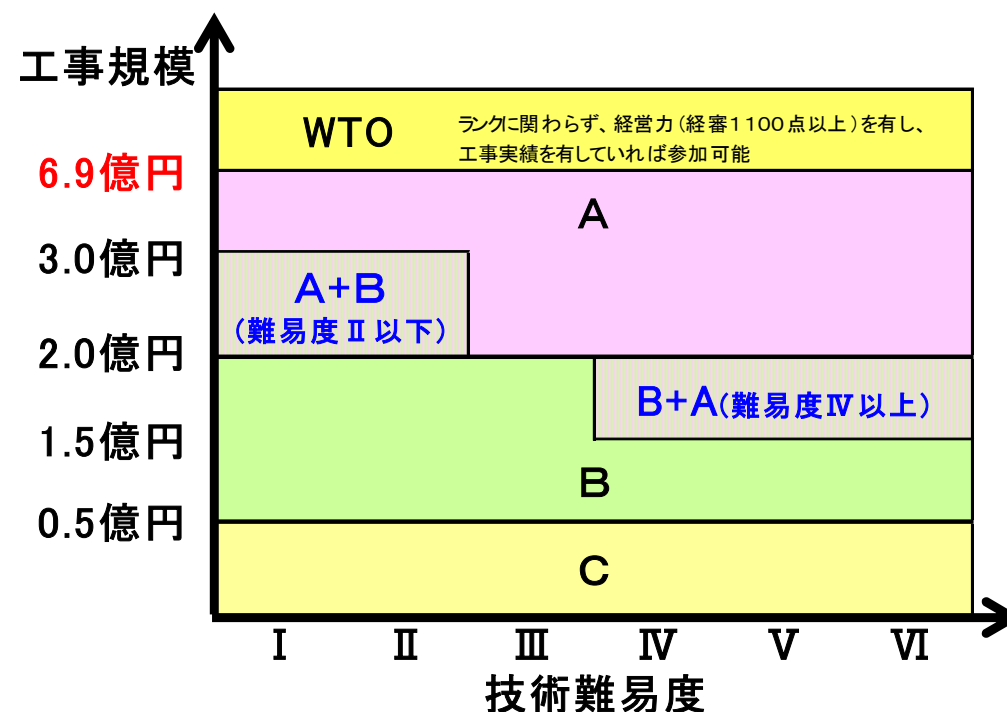 工事規模
WTO
ランクに関わらず、経営力(経審1100点以上)を有し、
工事実績を有していれば参加可能
6.9億円
A
3.0億円
A+B
(難易度Ⅱ以下)
2.0億円
B+A(難易度Ⅳ以上)
1.5億円
B
0.5億円
C
Ⅰ Ⅱ Ⅲ Ⅳ Ⅴ Ⅵ
技術難易度